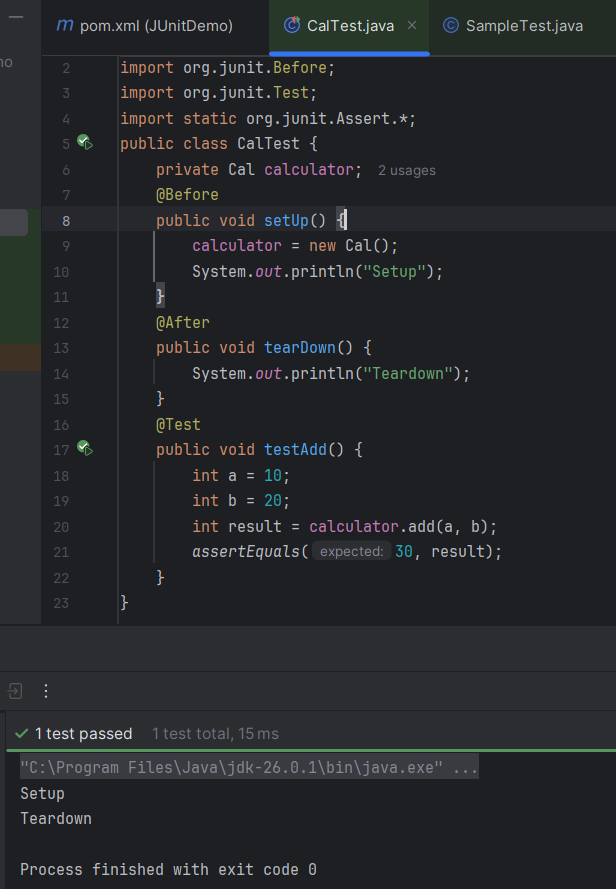 pom.xml (JUnitDemo) CalTest.java SampleTest.java
2 import org.junit.Before;
3 import org.junit.Test;
4 import static org.junit.Assert.*;
5 public class CalTest {
6 private Cal calculator; 2 usages
7 @Before
8 public void setUp() {
9 calculator = new Cal();
10 System.out.println("Setup");
11 }
12 @After
13 public void tearDown() {
14 System.out.println("Teardown");
15 }
16 @Test
17 public void testAdd() {
18 int a = 10;
19 int b = 20;
20 int result = calculator.add(a, b);
21 assertEquals( expected: 30, result);
22 }
23 }
1 test passed 1 test total, 15 ms
"C:\Program Files\Java\jdk-26.0.1\bin\java.exe" ...
Setup
Teardown
Process finished with exit code 0